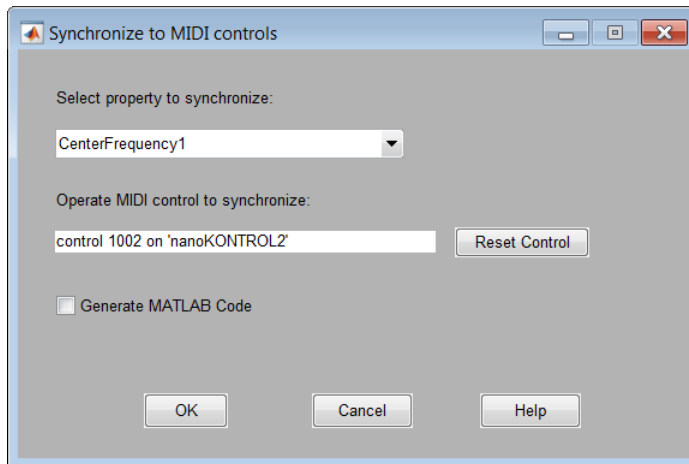 Synchronize to MIDI controls
Select property to synchronize:
CenterFrequency1
Operate MIDI control to synchronize:
control 1002 on 'nanoKONTROL2'
Reset Control
Generate MATLAB Code
OK
Cancel
Help